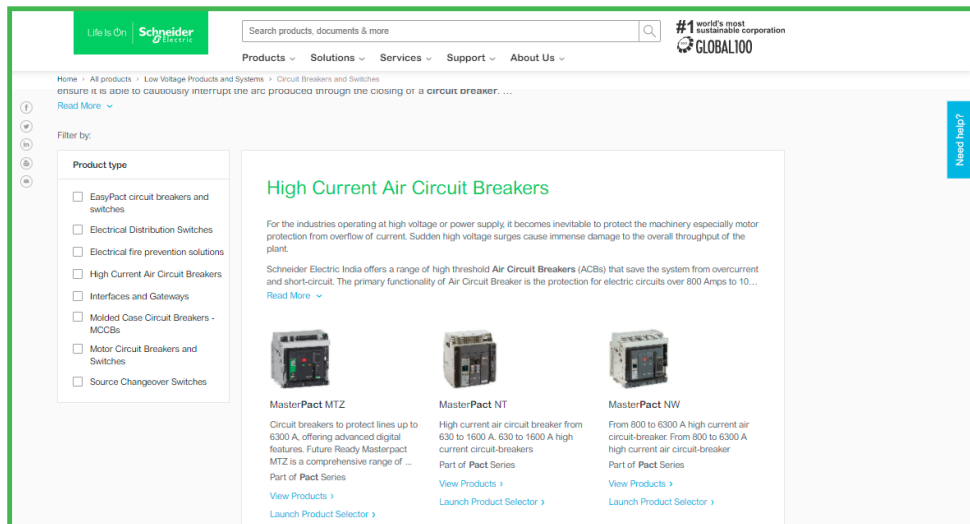 Life Is On Schneider Electric
Search products, documents & more
#1 world's most sustainable corporation
GLOBAL100
Products Solutions Services Support About Us
Home > All products > Low Voltage Products and Systems > Circuit Breakers and Switches
ensure it is able to cautiously interrupt the arc produced through the closing of a circuit breaker. …
Read More
Need help?
Filter by:
Product type
EasyPact circuit breakers and
switches
Electrical Distribution Switches
Electrical fire prevention solutions
High Current Air Circuit Breakers
Interfaces and Gateways
Molded Case Circuit Breakers -
MCCBs
Motor Circuit Breakers and
Switches
Source Changeover Switches
High Current Air Circuit Breakers
For the industries operating at high voltage or power supply, it becomes inevitable to protect the machinery especially motor
protection from overflow of current. Sudden high voltage surges cause immense damage to the overall throughput of the
plant.
Schneider Electric India offers a range of high threshold Air Circuit Breakers (ACBs) that save the system from overcurrent
and short-circuit. The primary functionality of Air Circuit Breaker is the protection for electric circuits over 800 Amps to 10…
Read More
MasterPact MTZ
Circuit breakers to protect lines up to
6300 A, offering advanced digital
features. Future Ready Masterpact
MTZ is a comprehensive range of ...
Part of Pact Series
View Products >
Launch Product Selector >
MasterPact NT
High current air circuit breaker from
630 to 1600 A. 630 to 1600 A high
current circuit-breakers
Part of Pact Series
View Products >
Launch Product Selector >
MasterPact NW
From 800 to 6300 A high current air
circuit-breaker. From 800 to 6300 A
high current air circuit-breaker
Part of Pact Series
View Products >
Launch Product Selector >